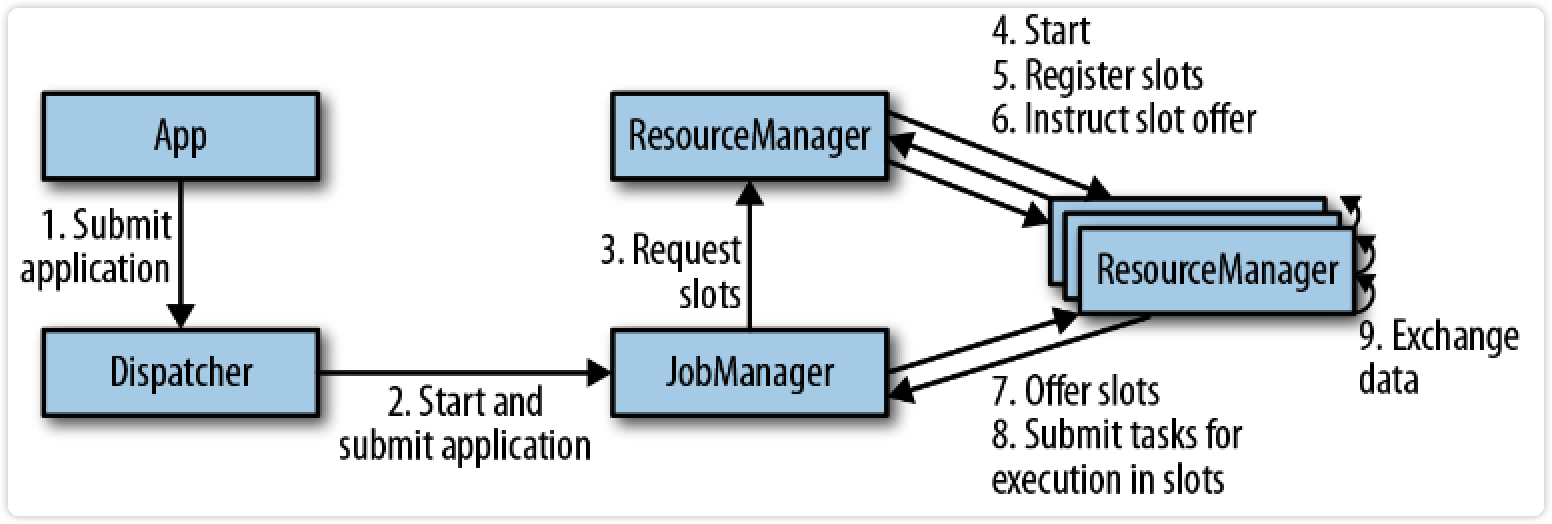 App
1. Submit
application
Dispatcher
2. Start and
submit application
JobManager
3. Request
slots
ResourceManager
4. Start
5. Register slots
6. Instruct slot offer
ResourceManager
7. Offer slots
8. Submit tasks for
execution in slots
9. Exchange
data